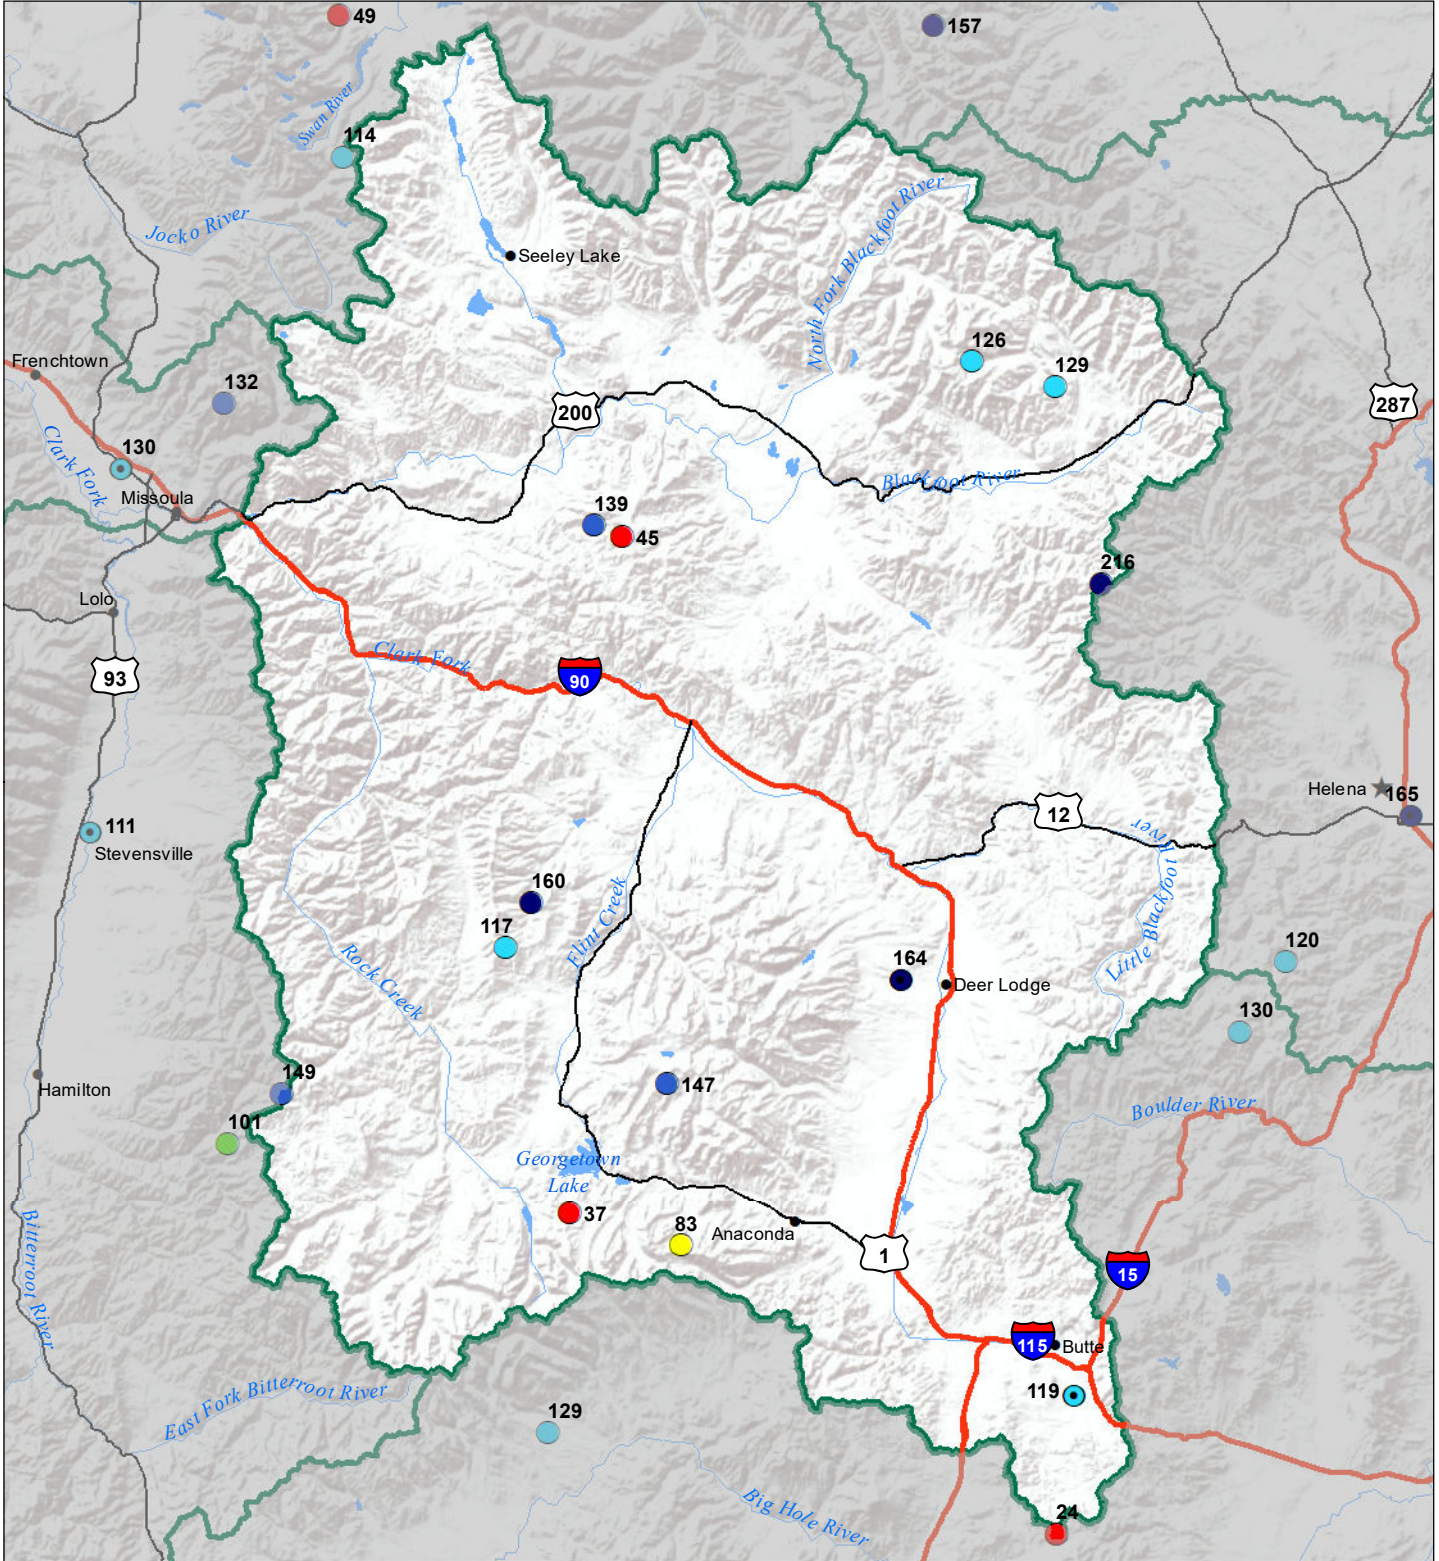 49
157
Swan River
114
Jocko River
Seeley Lake
North Fork Blackfoot River
126
129
Frenchtown
132
200
287
Clark Fork
130
Missoula
Blackfoot River
139
45
216
Lolo
93
Clark Fork
90
Helena
165
12
111
Stevensville
Little Blackfoot River
160
117
Flint Creek
Rock Creek
164
Deer Lodge
120
130
149
Hamilton
147
Boulder River
101
Georgetown
Lake
37
83
Anaconda
1
15
Bitterroot River
115
Butte
119
East Fork Bitterroot River
129
Big Hole River
24